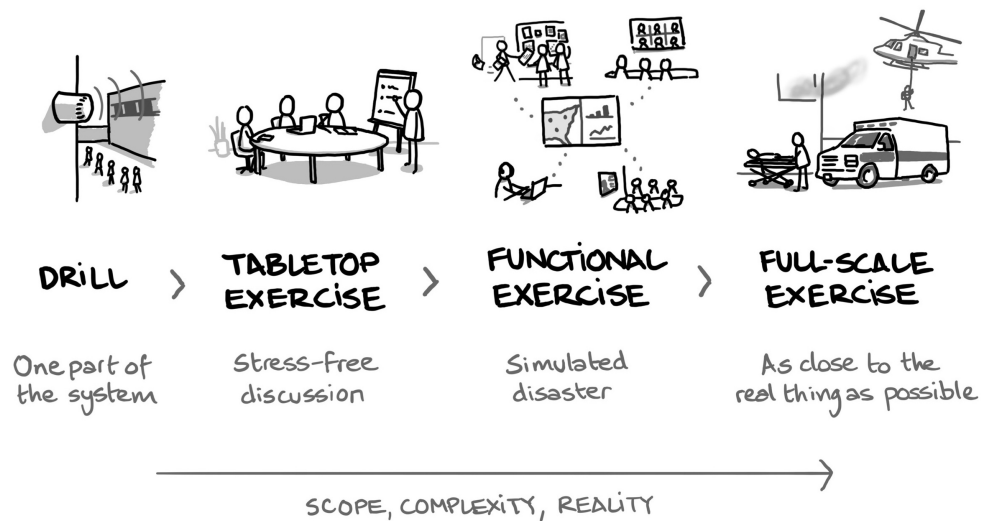 DRILL
>
TABLETOP
EXERCISE
>
FUNCTIONAL
EXERCISE
>
FULL-SCALE
EXERCISE
One part of
the system
Stress-free
discussion
Simulated
disaster
As close to the
real thing as possible
SCOPE, COMPLEXITY, REALITY